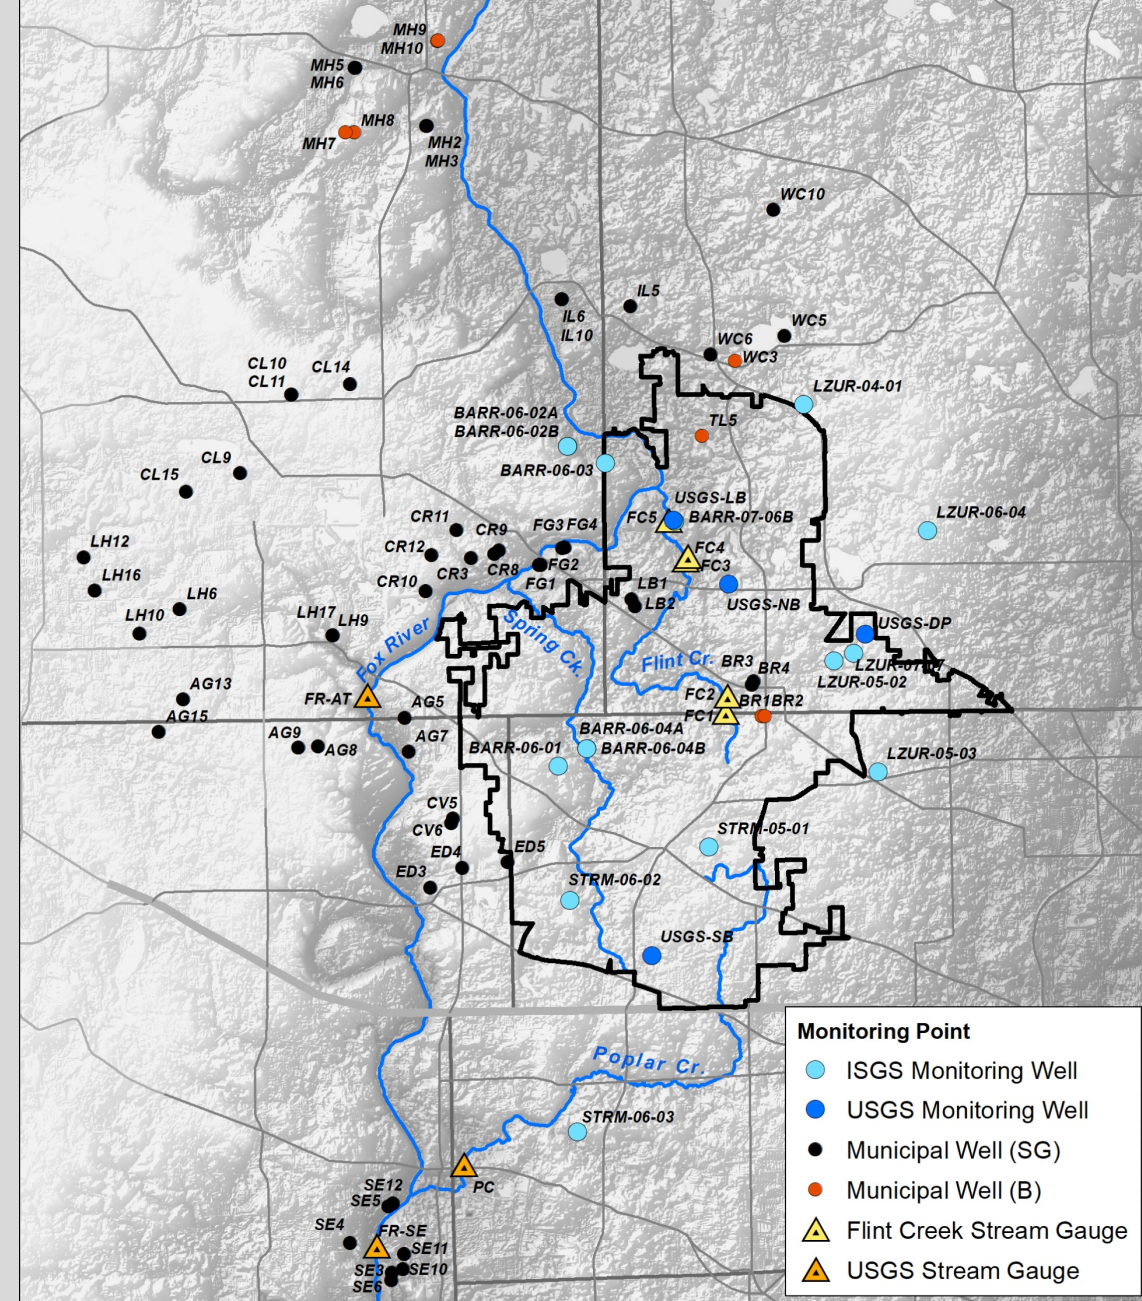 MH9
MH10
MH5
MH6
MH8
MH7
MH2
MH3
WC10
IL5
IL6
IL10
WC5
WC6
WC3
CL10
CL11
CL14
LZUR-04-01
BARR-06-02A
BARR-06-02B
TL5
BARR-06-03
CL9
CL15
USGS-LB
FC5
BARR-07-06B
LZUR-06-04
CR11
CR9
FG3 FG4
LH12
CR12
FC4
FC3
CR3
CR8
FG2
LH16
CR10
FG1
LB1
LB2
USGS-NB
LH6
LH10
LH17
LH9
Fox River
Spring Ck.
USGS-DP
Flint Cr.
BR3
BR4
LZUR-05-02
AG13
FR-AT
AG5
FC2
BR1
BR2
FC1
AG15
AG9
AG8
AG7
BARR-06-04A
BARR-06-01
BARR-06-04B
LZUR-05-03
CV5
CV6
STRM-05-01
ED4
ED5
ED3
STRM-06-02
USGS-SB
Poplar Cr.
STRM-06-03
PC
SE12
SE5
SE4
FR-SE
SE11
SE3
SE10
SE6
Monitoring Point
ISGS Monitoring Well
USGS Monitoring Well
Municipal Well (SG)
Municipal Well (B)
Flint Creek Stream Gauge
USGS Stream Gauge